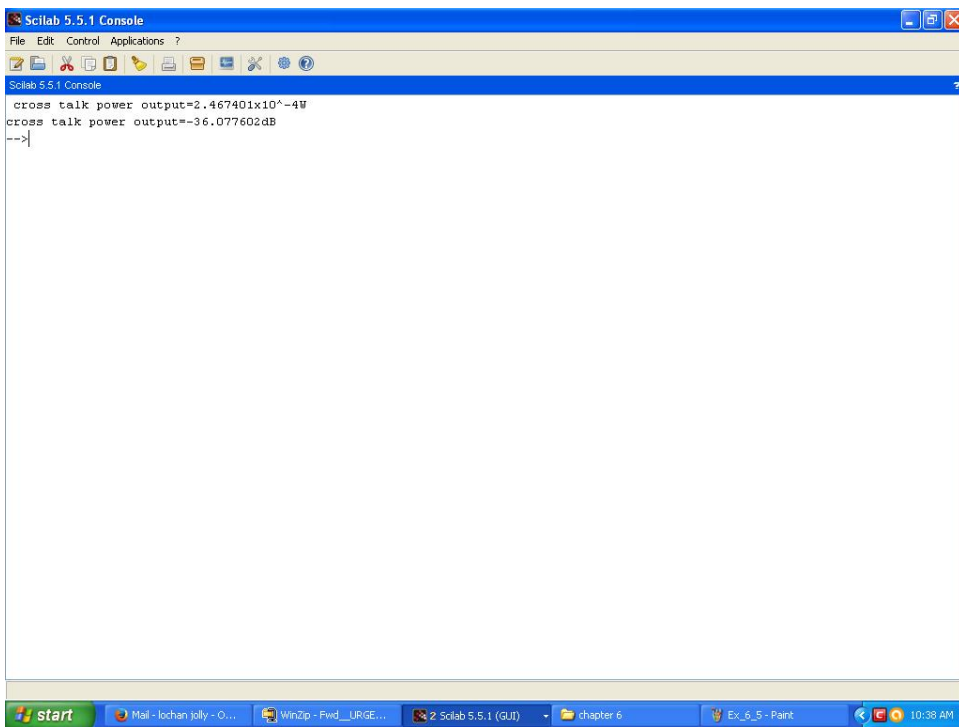 Scilab 5.5.1 Console
File Edit Control Applications ?
Scilab 5.5.1 Console ?
cross talk power output=2.467401x10^-4W
cross talk power output=-36.077602dB
-->
start Mail - lochan jolly - O... WinZip - Fwd__URGE... 2 Scilab 5.5.1 (GUI) chapter 6 Ex_6_5 - Paint 10:38 AM